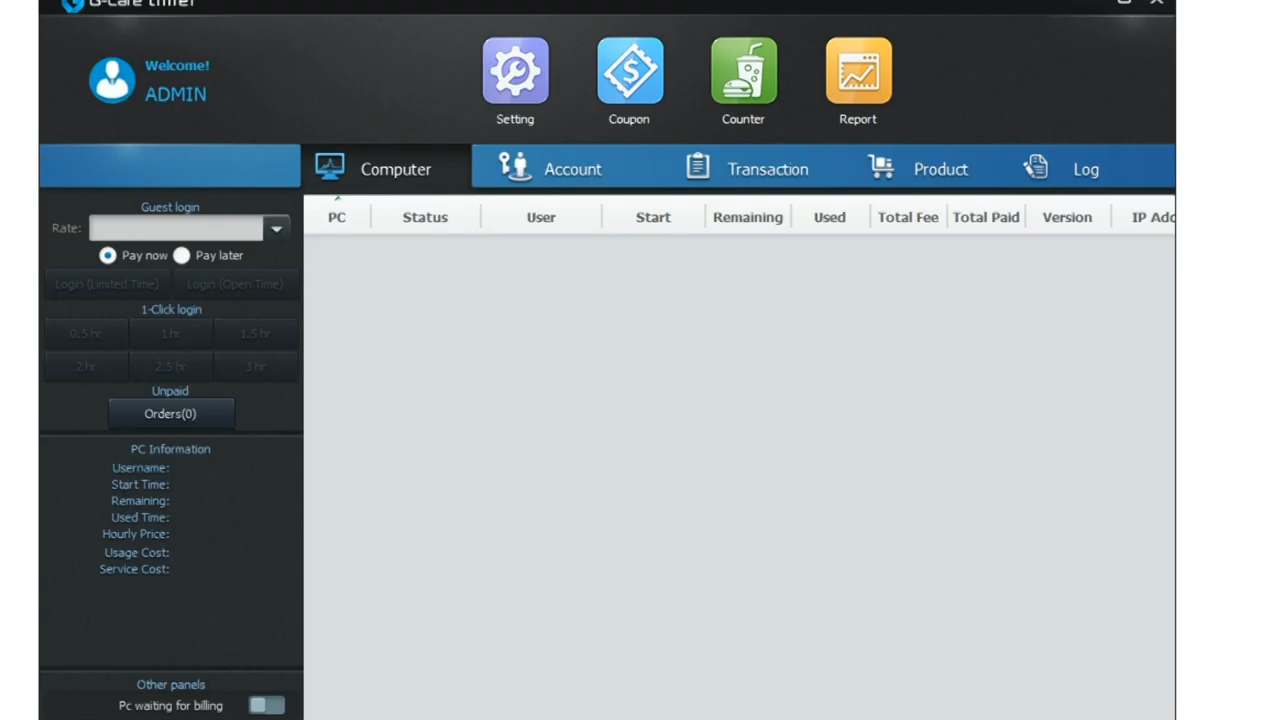 G-Care timer
Welcome!
ADMIN
Setting
Coupon
Counter
Report
Computer
Account
Transaction
Product
Log
Guest login
Rate:
Pay now
Pay later
Login (Limited Time)
Login (Open Time)
1-Click login
0.5 hr
1 hr
1.5 hr
2 hr
2.5 hr
3 hr
Unpaid
Orders(0)
PC Information
Username:
Start Time:
Remaining:
Used Time:
Hourly Price:
Usage Cost:
Service Cost:
Other panels
Pc waiting for billing
PC
Status
User
Start
Remaining
Used
Total Fee
Total Paid
Version
IP Add